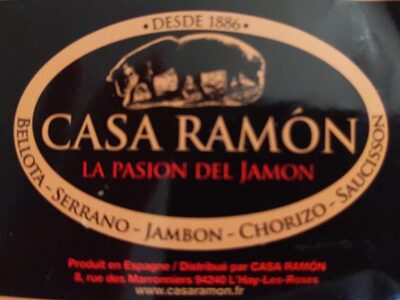 • DESDE 1886 •
CASA RAMÓN
LA PASION DEL JAMON
BELLOTA - SERRANO - JAMBON - CHORIZO - SAUCISSON
Produit en Espagne / Distribué par CASA RAMÓN
8, rue des Marronniers 94240 L'Hay-Les-Roses
www.casaramon.fr